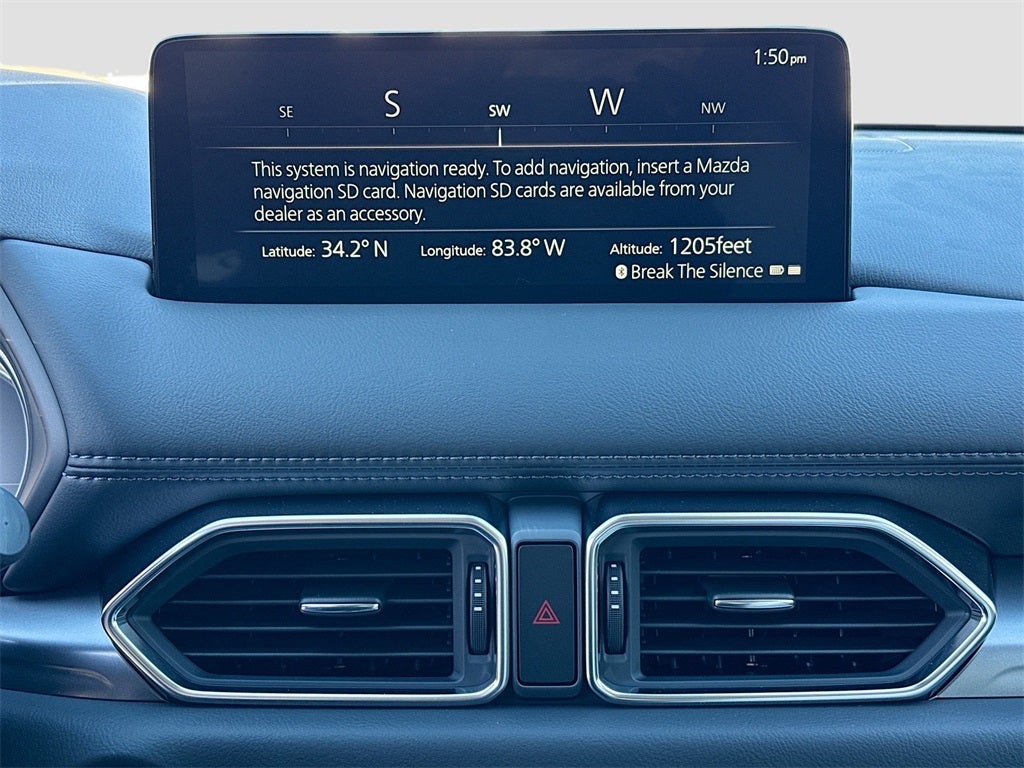 1:50pm
SE S SW W NW
This system is navigation ready. To add navigation, insert a Mazda
navigation SD card. Navigation SD cards are available from your
dealer as an accessory.
Latitude: 34.2° N Longitude: 83.8° W Altitude: 1205feet
Break The Silence